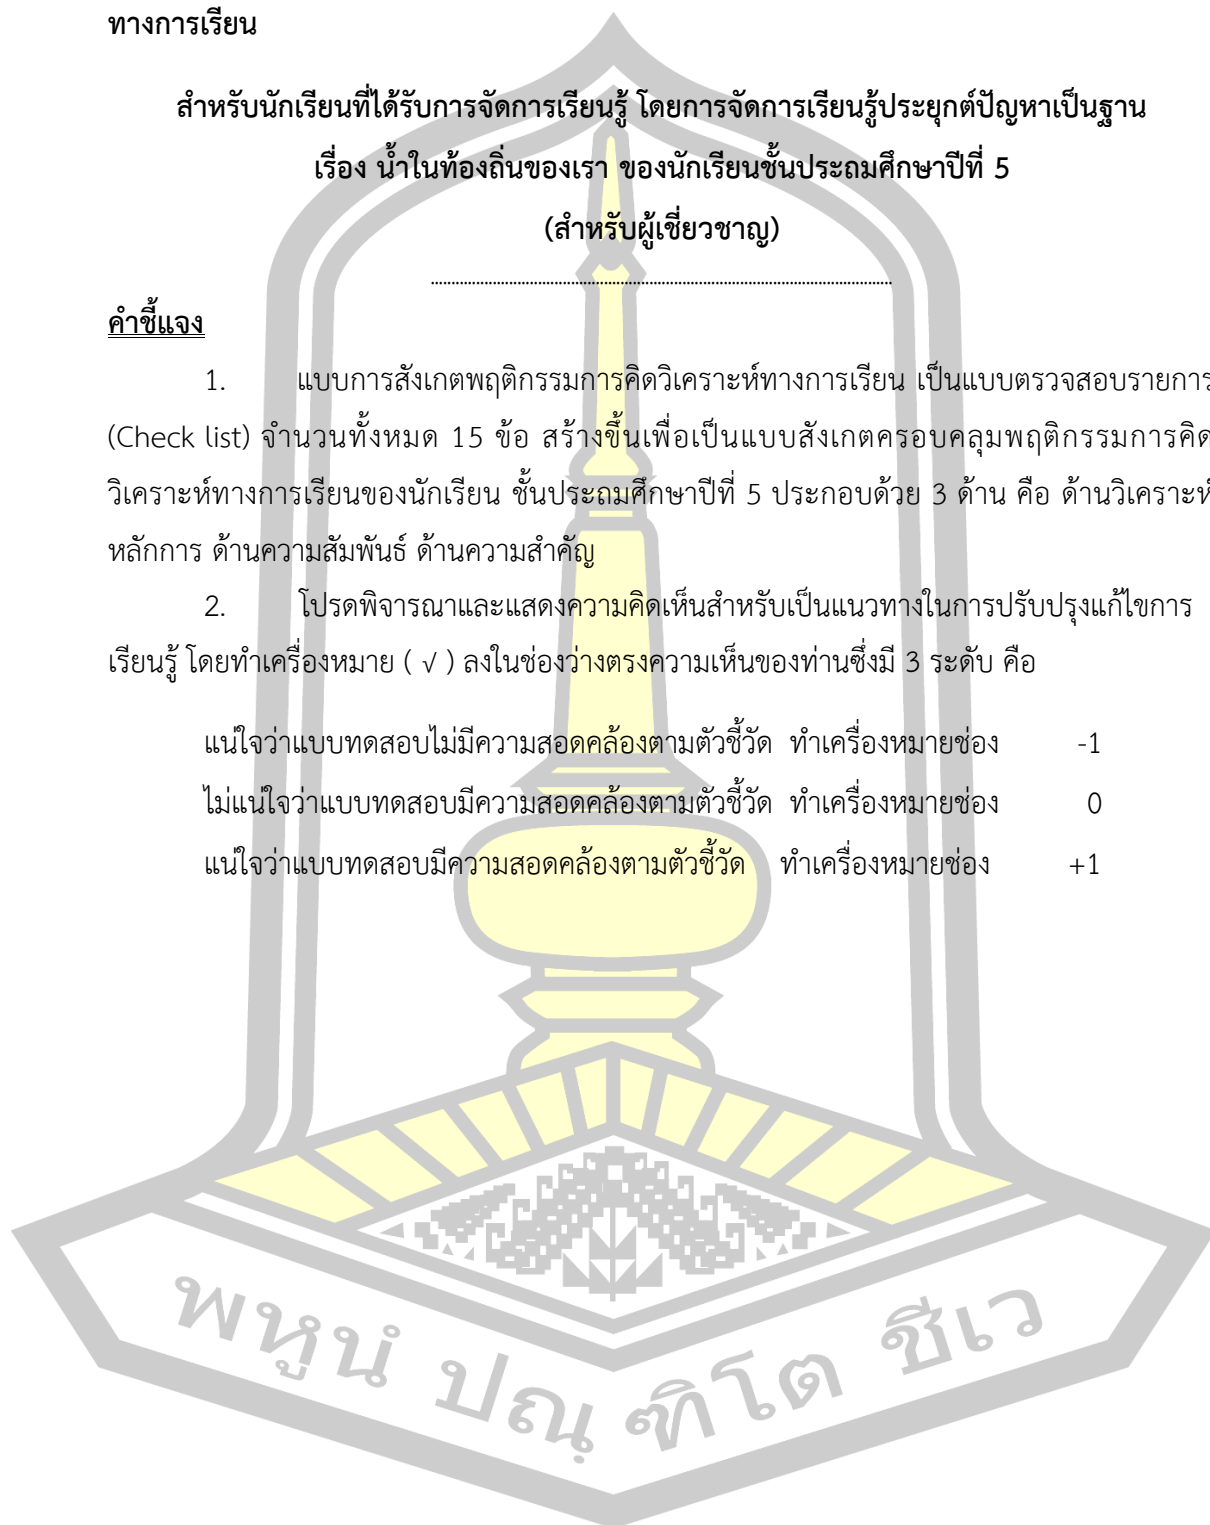 ทางการเรียน
สำหรับนักเรียนที่ได้รับการจัดการเรียนรู้ โดยการจัดการเรียนรู้ประยุกต์ปัญหาเป็นฐาน
เรื่อง น้ำในท้องถิ่นของเรา ของนักเรียนชั้นประถมศึกษาปีที่ 5
(สำหรับผู้เชี่ยวชาญ)
................................................................................................................
คำชี้แจง
1. แบบการสังเกตพฤติกรรมการคิดวิเคราะห์ทางการเรียน เป็นแบบตรวจสอบรายการ
(Check list) จำนวนทั้งหมด 15 ข้อ สร้างขึ้นเพื่อเป็นแบบสังเกตครอบคลุมพฤติกรรมการคิด
วิเคราะห์ทางการเรียนของนักเรียน ชั้นประถมศึกษาปีที่ 5 ประกอบด้วย 3 ด้าน คือ ด้านวิเคราะห์
หลักการ ด้านความสัมพันธ์ ด้านความสำคัญ
2. โปรดพิจารณาและแสดงความคิดเห็นสำหรับเป็นแนวทางในการปรับปรุงแก้ไขการ
เรียนรู้ โดยทำเครื่องหมาย ( √ ) ลงในช่องว่างตรงความเห็นของท่านซึ่งมี 3 ระดับ คือ
แน่ใจว่าแบบทดสอบไม่มีความสอดคล้องตามตัวชี้วัด ทำเครื่องหมายช่อง -1
ไม่แน่ใจว่าแบบทดสอบมีความสอดคล้องตามตัวชี้วัด ทำเครื่องหมายช่อง 0
แน่ใจว่าแบบทดสอบมีความสอดคล้องตามตัวชี้วัด ทำเครื่องหมายช่อง +1
พหูนํ ปณฺ ฑิโต ชีเว